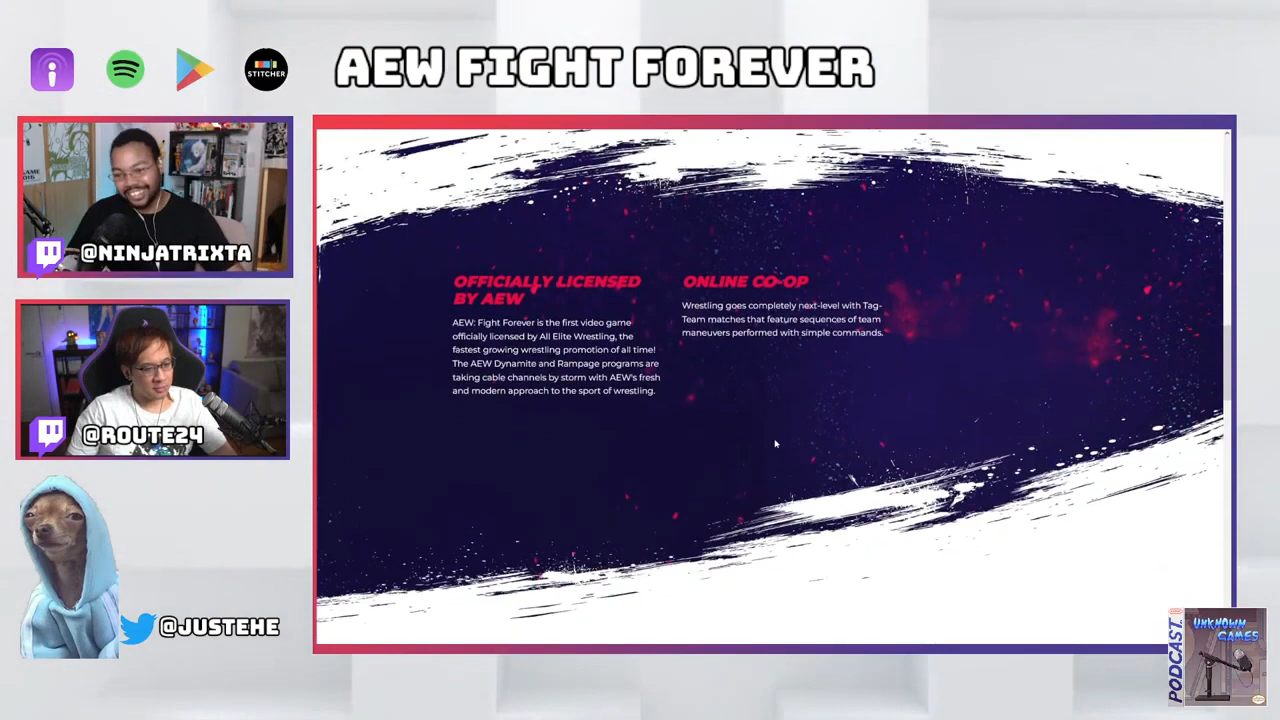 STITCHER
AEW FIGHT FOREVER
@NINJATRIXTA
@ROUTE24
@JUSTEHE
OFFICIALLY LICENSED
BY AEW
AEW: Fight Forever is the first video game
officially licensed by All Elite Wrestling, the
fastest growing wrestling promotion of all time!
The AEW Dynamite and Rampage programs are
taking cable channels by storm with AEW's fresh
and modern approach to the sport of wrestling.
ONLINE CO-OP
Wrestling goes completely next-level with Tag-
Team matches that feature sequences of team
maneuvers performed with simple commands.
PODCAST
UNKNOWN
GAMES